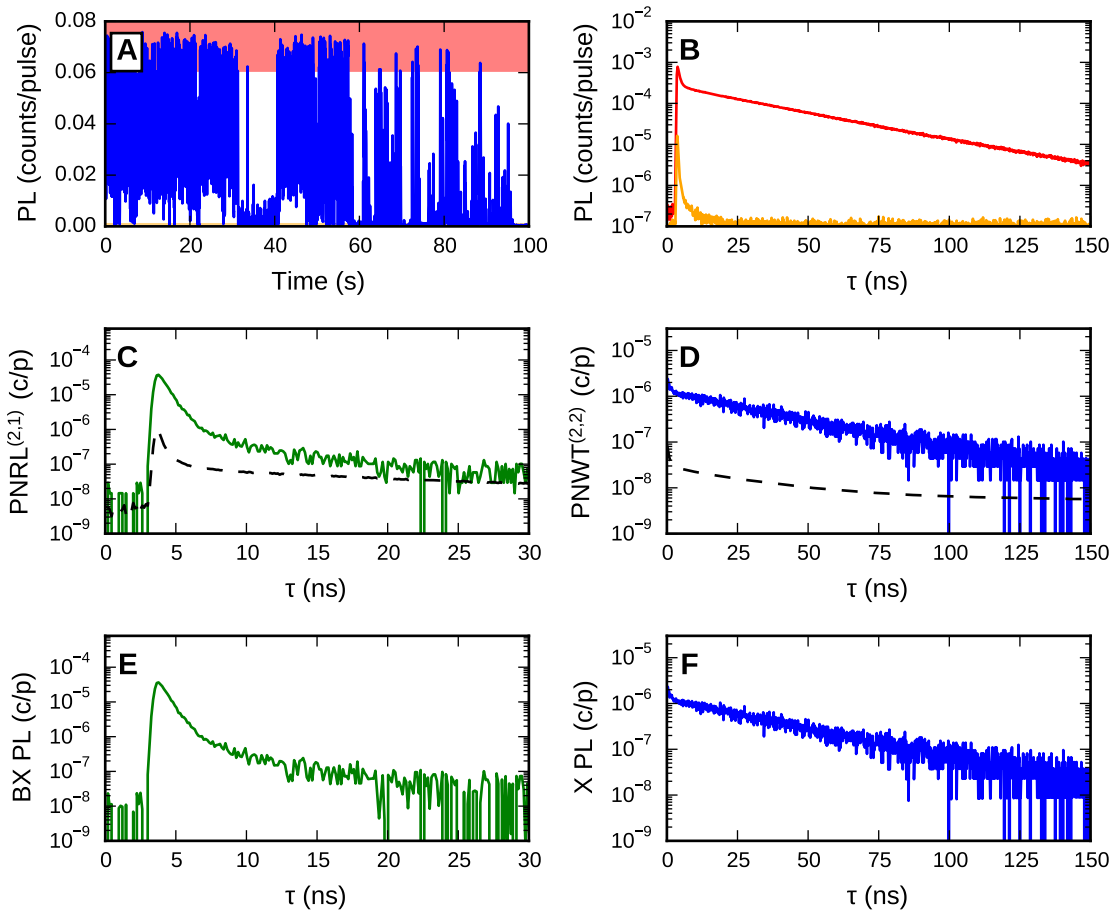 A
PL (counts/pulse)
0.08
0.06
0.04
0.02
0.00
0 20 40 60 80 100
Time (s)
B
PL (counts/pulse)
10⁻²
10⁻³
10⁻⁴
10⁻⁵
10⁻⁶
10⁻⁷
0 25 50 75 100 125 150
τ (ns)
C
PNRL⁽²,¹⁾ (c/p)
10⁻⁴
10⁻⁵
10⁻⁶
10⁻⁷
10⁻⁸
10⁻⁹
0 5 10 15 20 25 30
τ (ns)
D
PNWT⁽²,²⁾ (c/p)
10⁻⁵
10⁻⁶
10⁻⁷
10⁻⁸
10⁻⁹
0 25 50 75 100 125 150
τ (ns)
E
BX PL (c/p)
10⁻⁴
10⁻⁵
10⁻⁶
10⁻⁷
10⁻⁸
10⁻⁹
0 5 10 15 20 25 30
τ (ns)
F
X PL (c/p)
10⁻⁵
10⁻⁶
10⁻⁷
10⁻⁸
10⁻⁹
0 25 50 75 100 125 150
τ (ns)